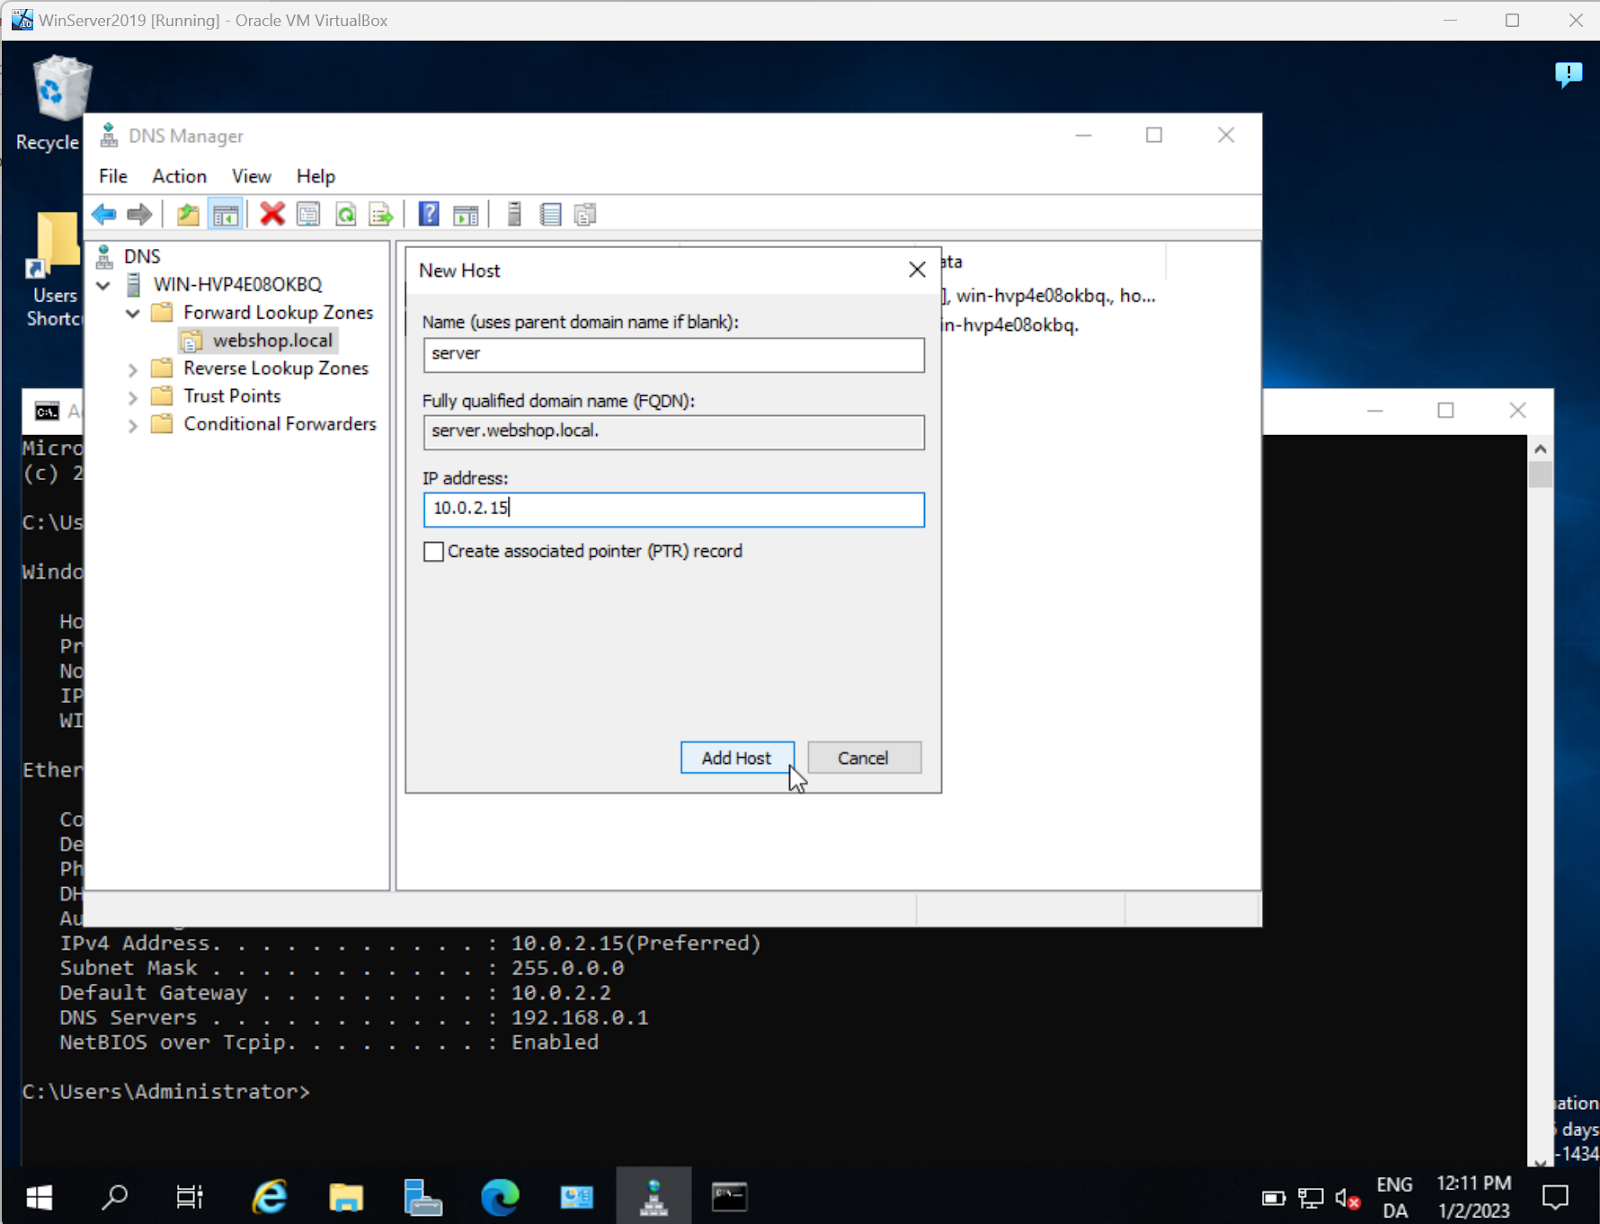 WinServer2019 [Running] - Oracle VM VirtualBox
Recycle
DNS Manager
File Action View Help
Users
Shortcu
DNS
WIN-HVP4E08OKBQ
Forward Lookup Zones
webshop.local
Reverse Lookup Zones
Trust Points
Conditional Forwarders
New Host
Name (uses parent domain name if blank):
server
Fully qualified domain name (FQDN):
server.webshop.local.
IP address:
10.0.2.15
Create associated pointer (PTR) record
Add Host
Cancel
ata
], win-hvp4e08okbq., ho...
in-hvp4e08okbq.
A
Micro
(c) 2
C:\Us
Windo
Ho
Pr
No
IP
WI
Ether
Co
De
Ph
DH
Au
IPv4 Address. . . . . . . . . . . : 10.0.2.15(Preferred)
Subnet Mask . . . . . . . . . . . : 255.0.0.0
Default Gateway . . . . . . . . . : 10.0.2.2
DNS Servers . . . . . . . . . . . : 192.168.0.1
NetBIOS over Tcpip. . . . . . . . : Enabled
C:\Users\Administrator>
uation
days
-1434
ENG
DA
12:11 PM
1/2/2023